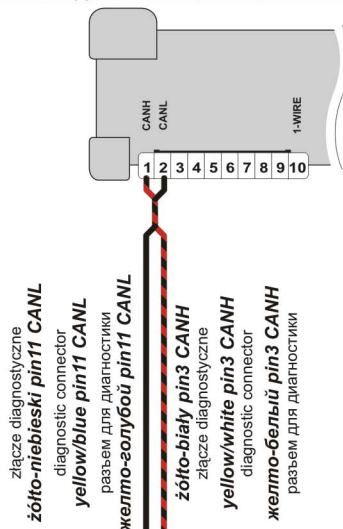 CANH
CANL
1-WIRE
1 2 3 4 5 6 7 8 9 10
złącze diagnostyczne
żółto-niebieski pin11 CANL
diagnostic connector
yellow/blue pin11 CANL
разъем для диагностики
желто-голубой pin11 CANL
żółto-biały pin3 CANH
złącze diagnostyczne
yellow/white pin3 CANH
diagnostic connector
желто-белый pin3 CANH
разъем для диагностики